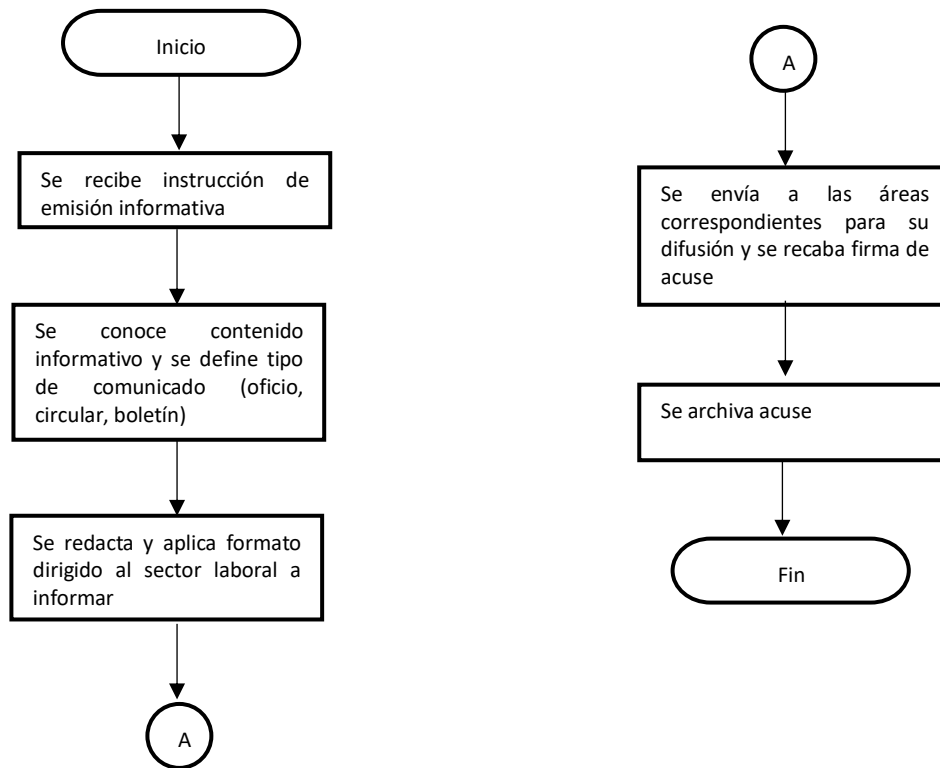 Inicio
Se recibe instrucción de
emisión informativa
Se conoce contenido
informativo y se define tipo
de comunicado (oficio,
circular, boletín)
Se redacta y aplica formato
dirigido al sector laboral a
informar
A
A
Se envía a las áreas
correspondientes para su
difusión y se recaba firma de
acuse
Se archiva acuse
Fin